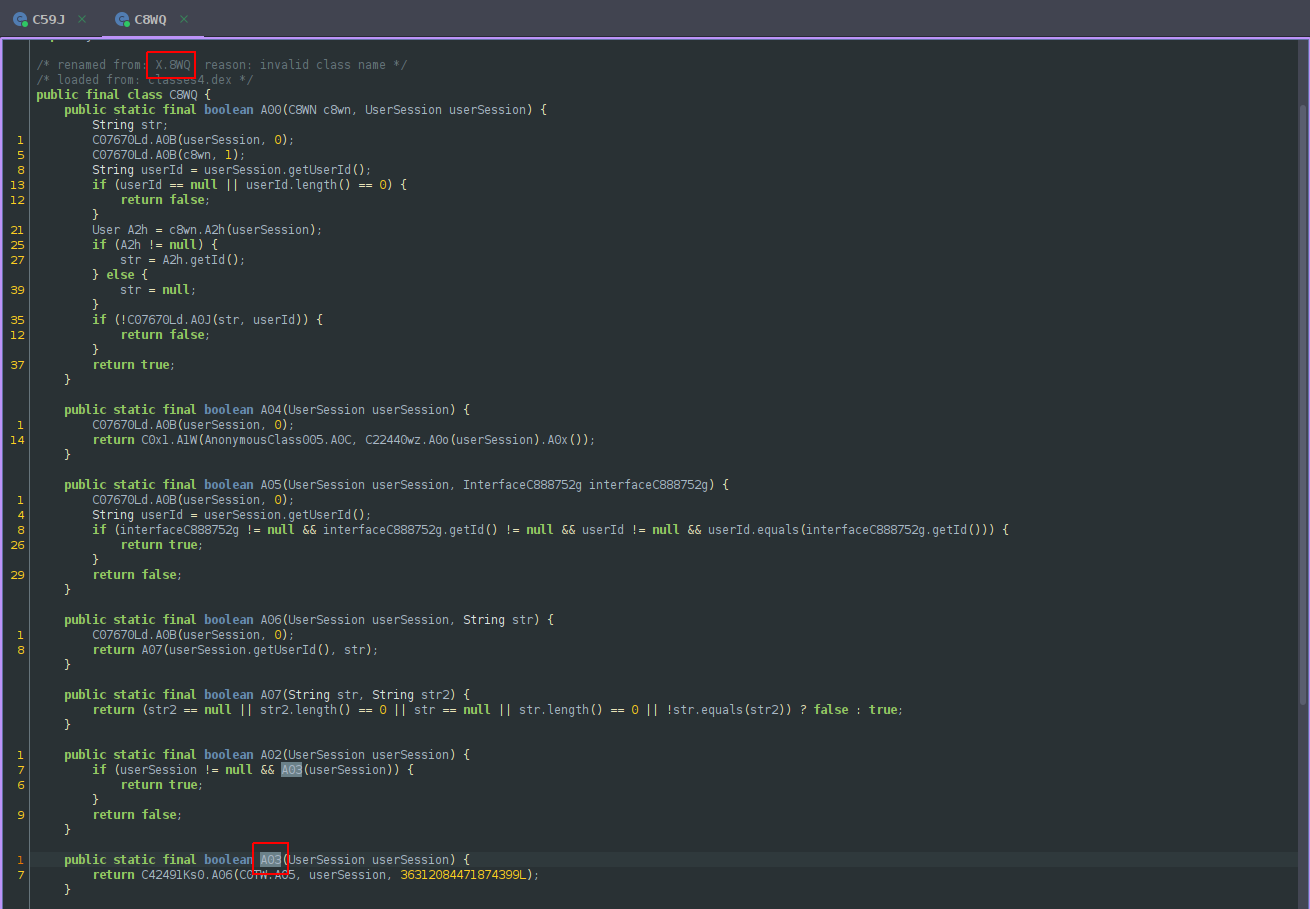 C59J × C8WQ ×
/* renamed from: X.8WQ reason: invalid class name */
/* loaded from: classes4.dex */
public final class C8WQ {
public static final boolean A00(C8WN c8wn, UserSession userSession) {
String str;
1 C07670Ld.A0B(userSession, 0);
5 C07670Ld.A0B(c8wn, 1);
8 String userId = userSession.getUserId();
13 if (userId == null || userId.length() == 0) {
12 return false;
}
21 User A2h = c8wn.A2h(userSession);
25 if (A2h != null) {
27 str = A2h.getId();
} else {
39 str = null;
}
35 if (!C07670Ld.A0J(str, userId)) {
12 return false;
}
37 return true;
}
public static final boolean A04(UserSession userSession) {
1 C07670Ld.A0B(userSession, 0);
14 return C0x1.A1W(AnonymousClass005.A0C, C22440wz.A0o(userSession).A0x());
}
public static final boolean A05(UserSession userSession, InterfaceC888752g interfaceC888752g) {
1 C07670Ld.A0B(userSession, 0);
4 String userId = userSession.getUserId();
8 if (interfaceC888752g != null && interfaceC888752g.getId() != null && userId != null && userId.equals(interfaceC888752g.getId())) {
26 return true;
}
29 return false;
}
public static final boolean A06(UserSession userSession, String str) {
1 C07670Ld.A0B(userSession, 0);
8 return A07(userSession.getUserId(), str);
}
public static final boolean A07(String str, String str2) {
return (str2 == null || str2.length() == 0 || str == null || str.length() == 0 || !str.equals(str2)) ? false : true;
}
1 public static final boolean A02(UserSession userSession) {
7 if (userSession != null && A03(userSession)) {
6 return true;
}
9 return false;
}
1 public static final boolean A03(UserSession userSession) {
7 return C42491Ks0.A06(C0TW.A05, userSession, 36312084471874399L);
}